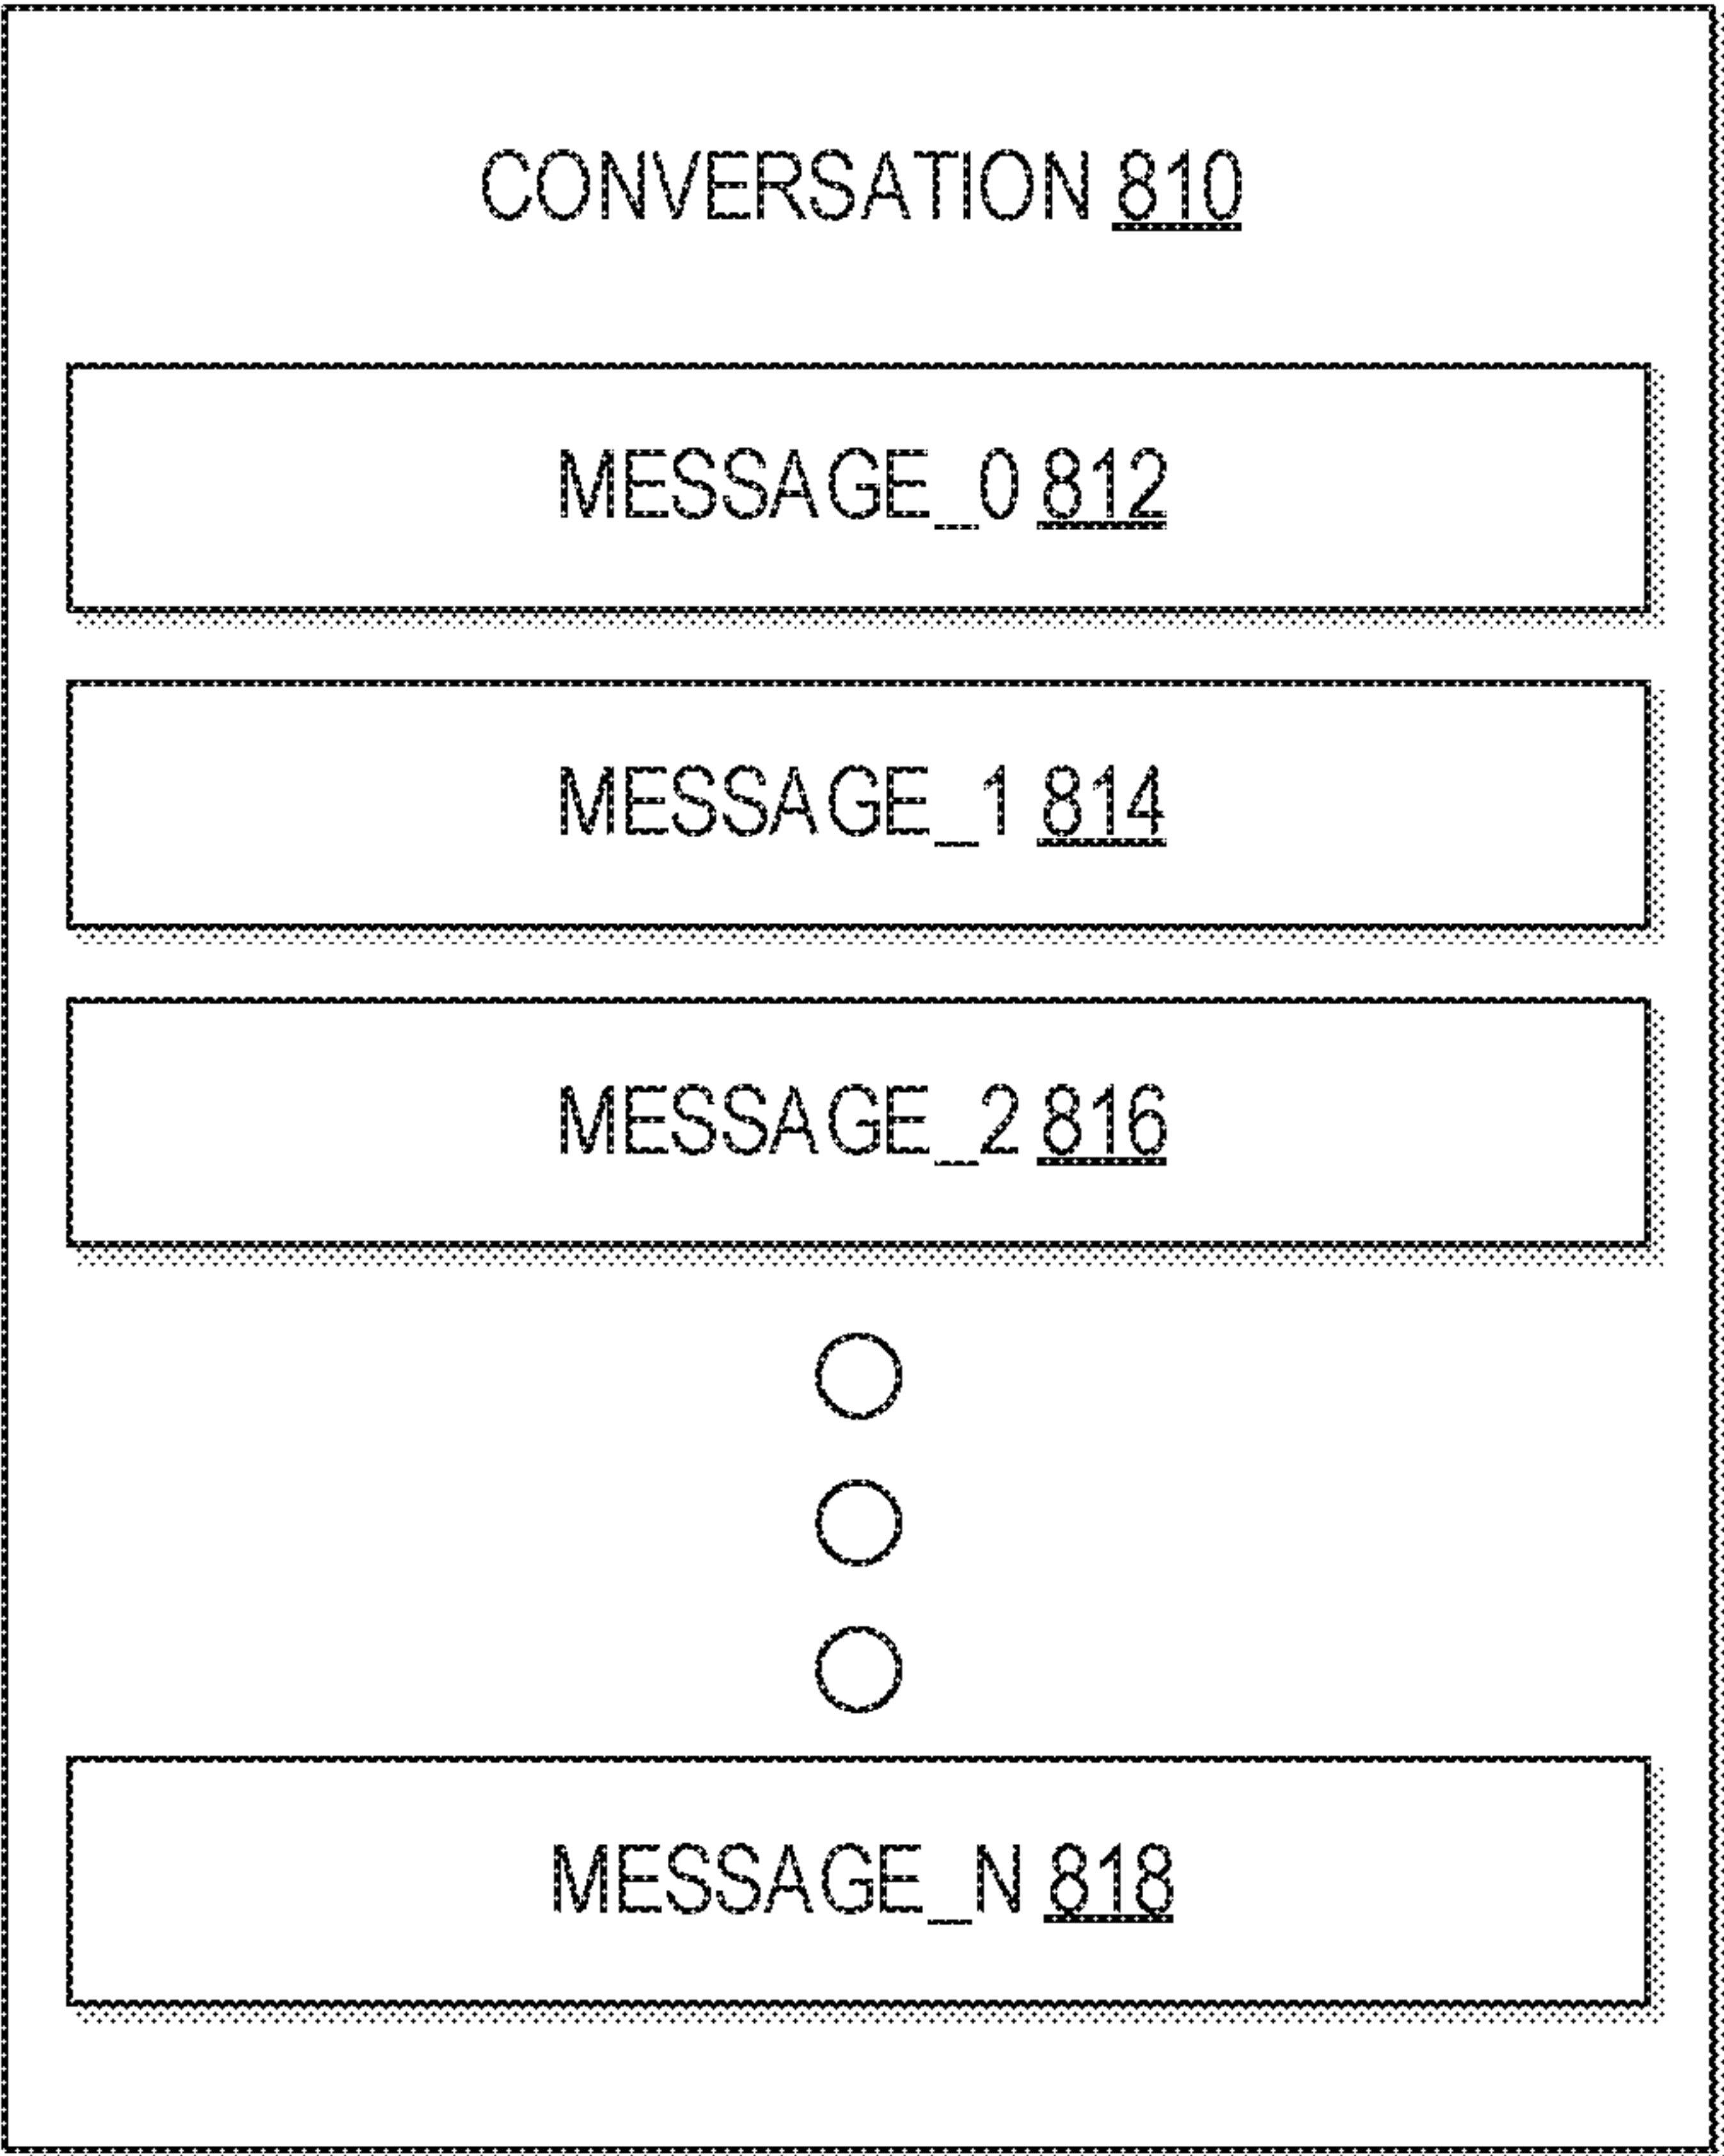 CONVERSATION 810
MESSAGE_0 812
MESSAGE_1 814
MESSAGE_2 816
MESSAGE_N 818